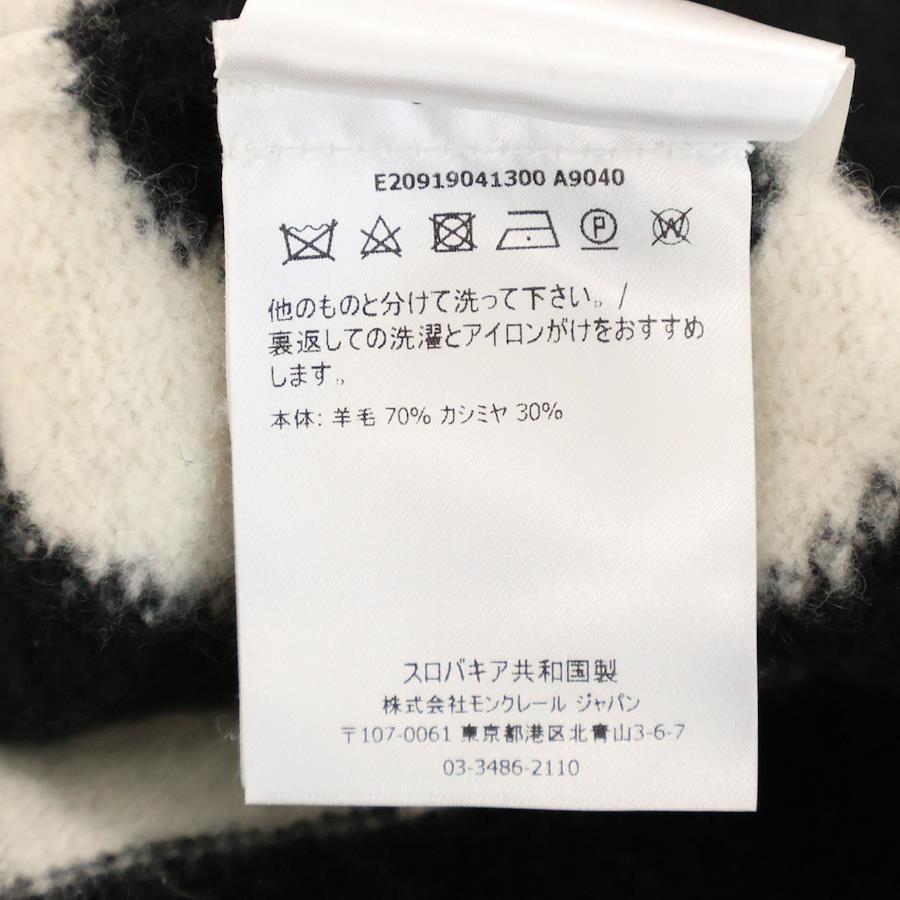 E20919041300 A9040
P
W
他のものと分けて洗って下さい。/
裏返しての洗濯とアイロンがけをおすすめ
します。
本体: 羊毛 70% カシミヤ 30%
スロバキア共和国製
株式会社モンクレール ジャパン
〒107-0061 東京都港区北青山3-6-7
03-3486-2110